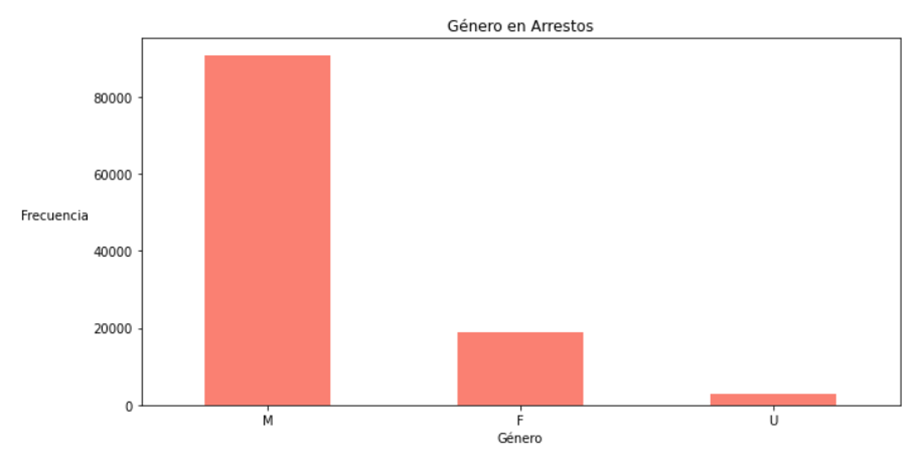 Género en Arrestos
80000
60000
Frecuencia
40000
20000
0
M F U
Género